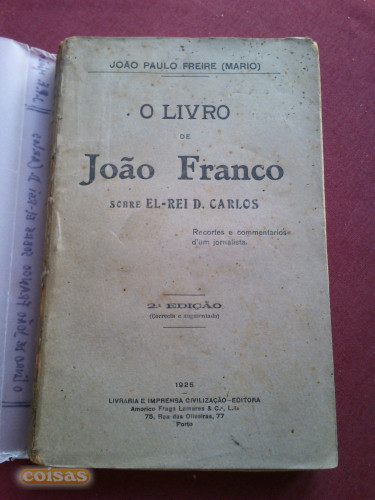 JOÃO PAULO FREIRE (MARIO)
O LIVRO
DE
João Franco
SOBRE EL-REI D. CARLOS
Recortes e commentarios
d'um jornalista.
2.ª EDIÇÃO
(Correcta e augmentada)
1925
LIVRARIA E IMPRENSA CIVILIZAÇÃO-EDITORA
Américo Fraga Lamares & C.ª, L.da
75, Rua das Oliveiras, 77
Porto
O LIVRO DE JOÃO FRANCO SOBRE EL-REI D. CARLOS
coisas